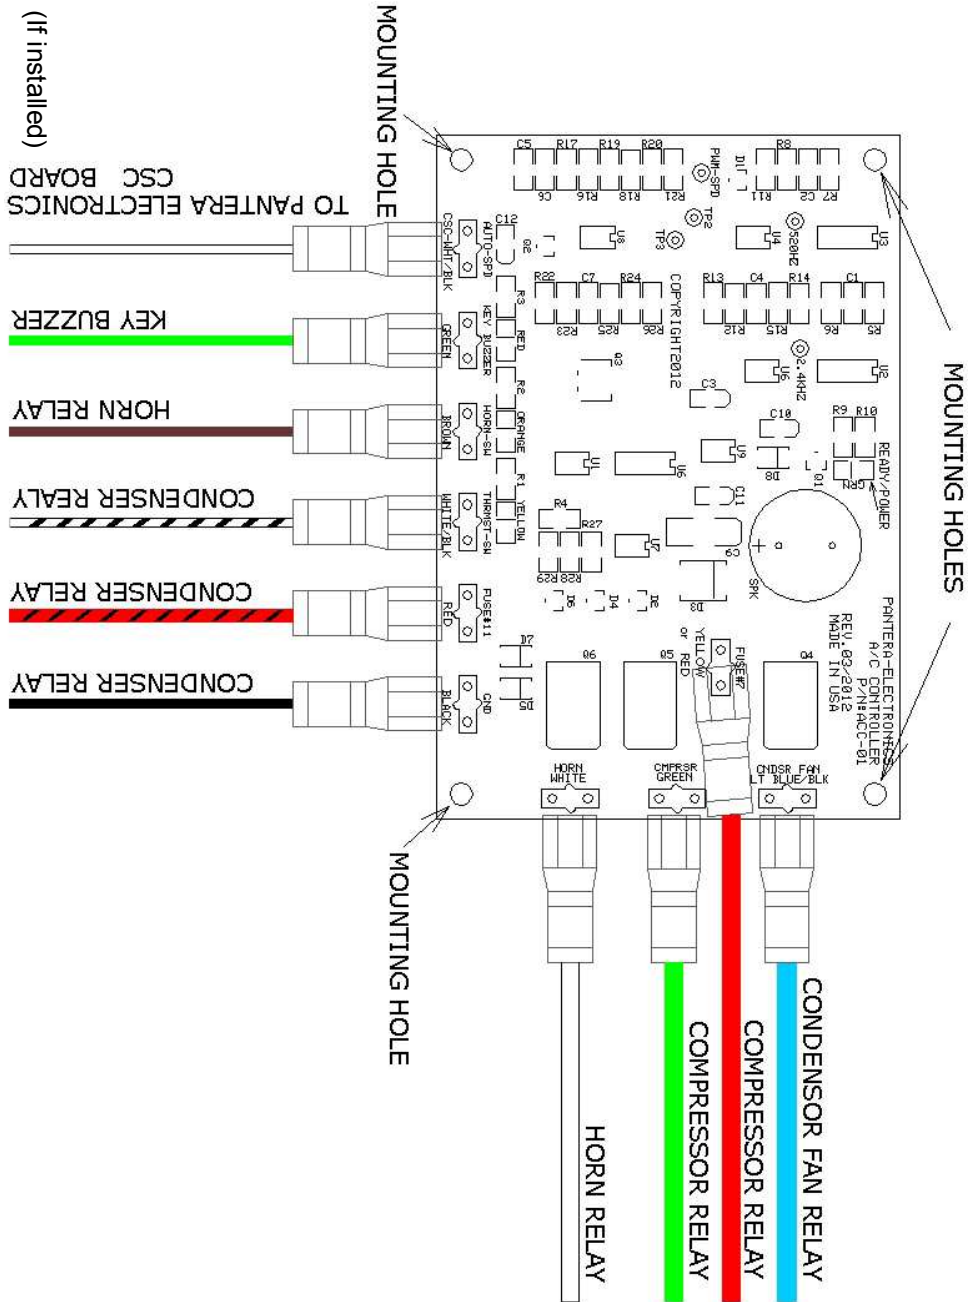 (If installed)
MOUNTING HOLE
MOUNTING HOLES
TO PANTERA ELECTRONICS
CSC BOARD
KEY BUZZER
HORN RELAY
CONDENSER REALY
CONDENSER RELAY
CONDENSER RELAY
MOUNTING HOLE
CONDENSOR FAN RELAY
COMPRESSOR RELAY
COMPRESSOR RELAY
HORN RELAY
PANTERA-ELECTRONICS
A/C CONTROLLER
P/N:ACC-01
REV.03/2012
MADE IN USA
COPYRIGHT2012
READY/POWER
GRN
AUTO-SPD
CSC-WHT/BLK
KEY BUZZER
GREEN
HORN-SW
BROWN
THRMST-SW
WHITE/BLK
FUSE#11
RED
GND
BLACK
RED
ORANGE
YELLOW
FUSE#7
YELLOW
or RED
HORN
WHITE
CMPRSR
GREEN
CNDSR FAN
LT BLUE/BLK
PWM-SPD
TP2
TP3
520HZ
2.4KHZ
SPK
+
C5
R17
R19
R20
C6
R16
R18
R21
D1
R8
R11
C2
R7
C12
Q2
U8
U4
U3
R22
C7
R24
R23
R25
R26
R13
C4
R14
R12
R15
C1
R6
R5
R3
R2
R1
Q3
C3
U6
U2
C10
R9
R10
D8
Q1
U1
U6
U9
C11
C9
R4
R27
R29
R28
U7
D6
D4
D2
D3
D7
D5
Q6
Q5
Q4